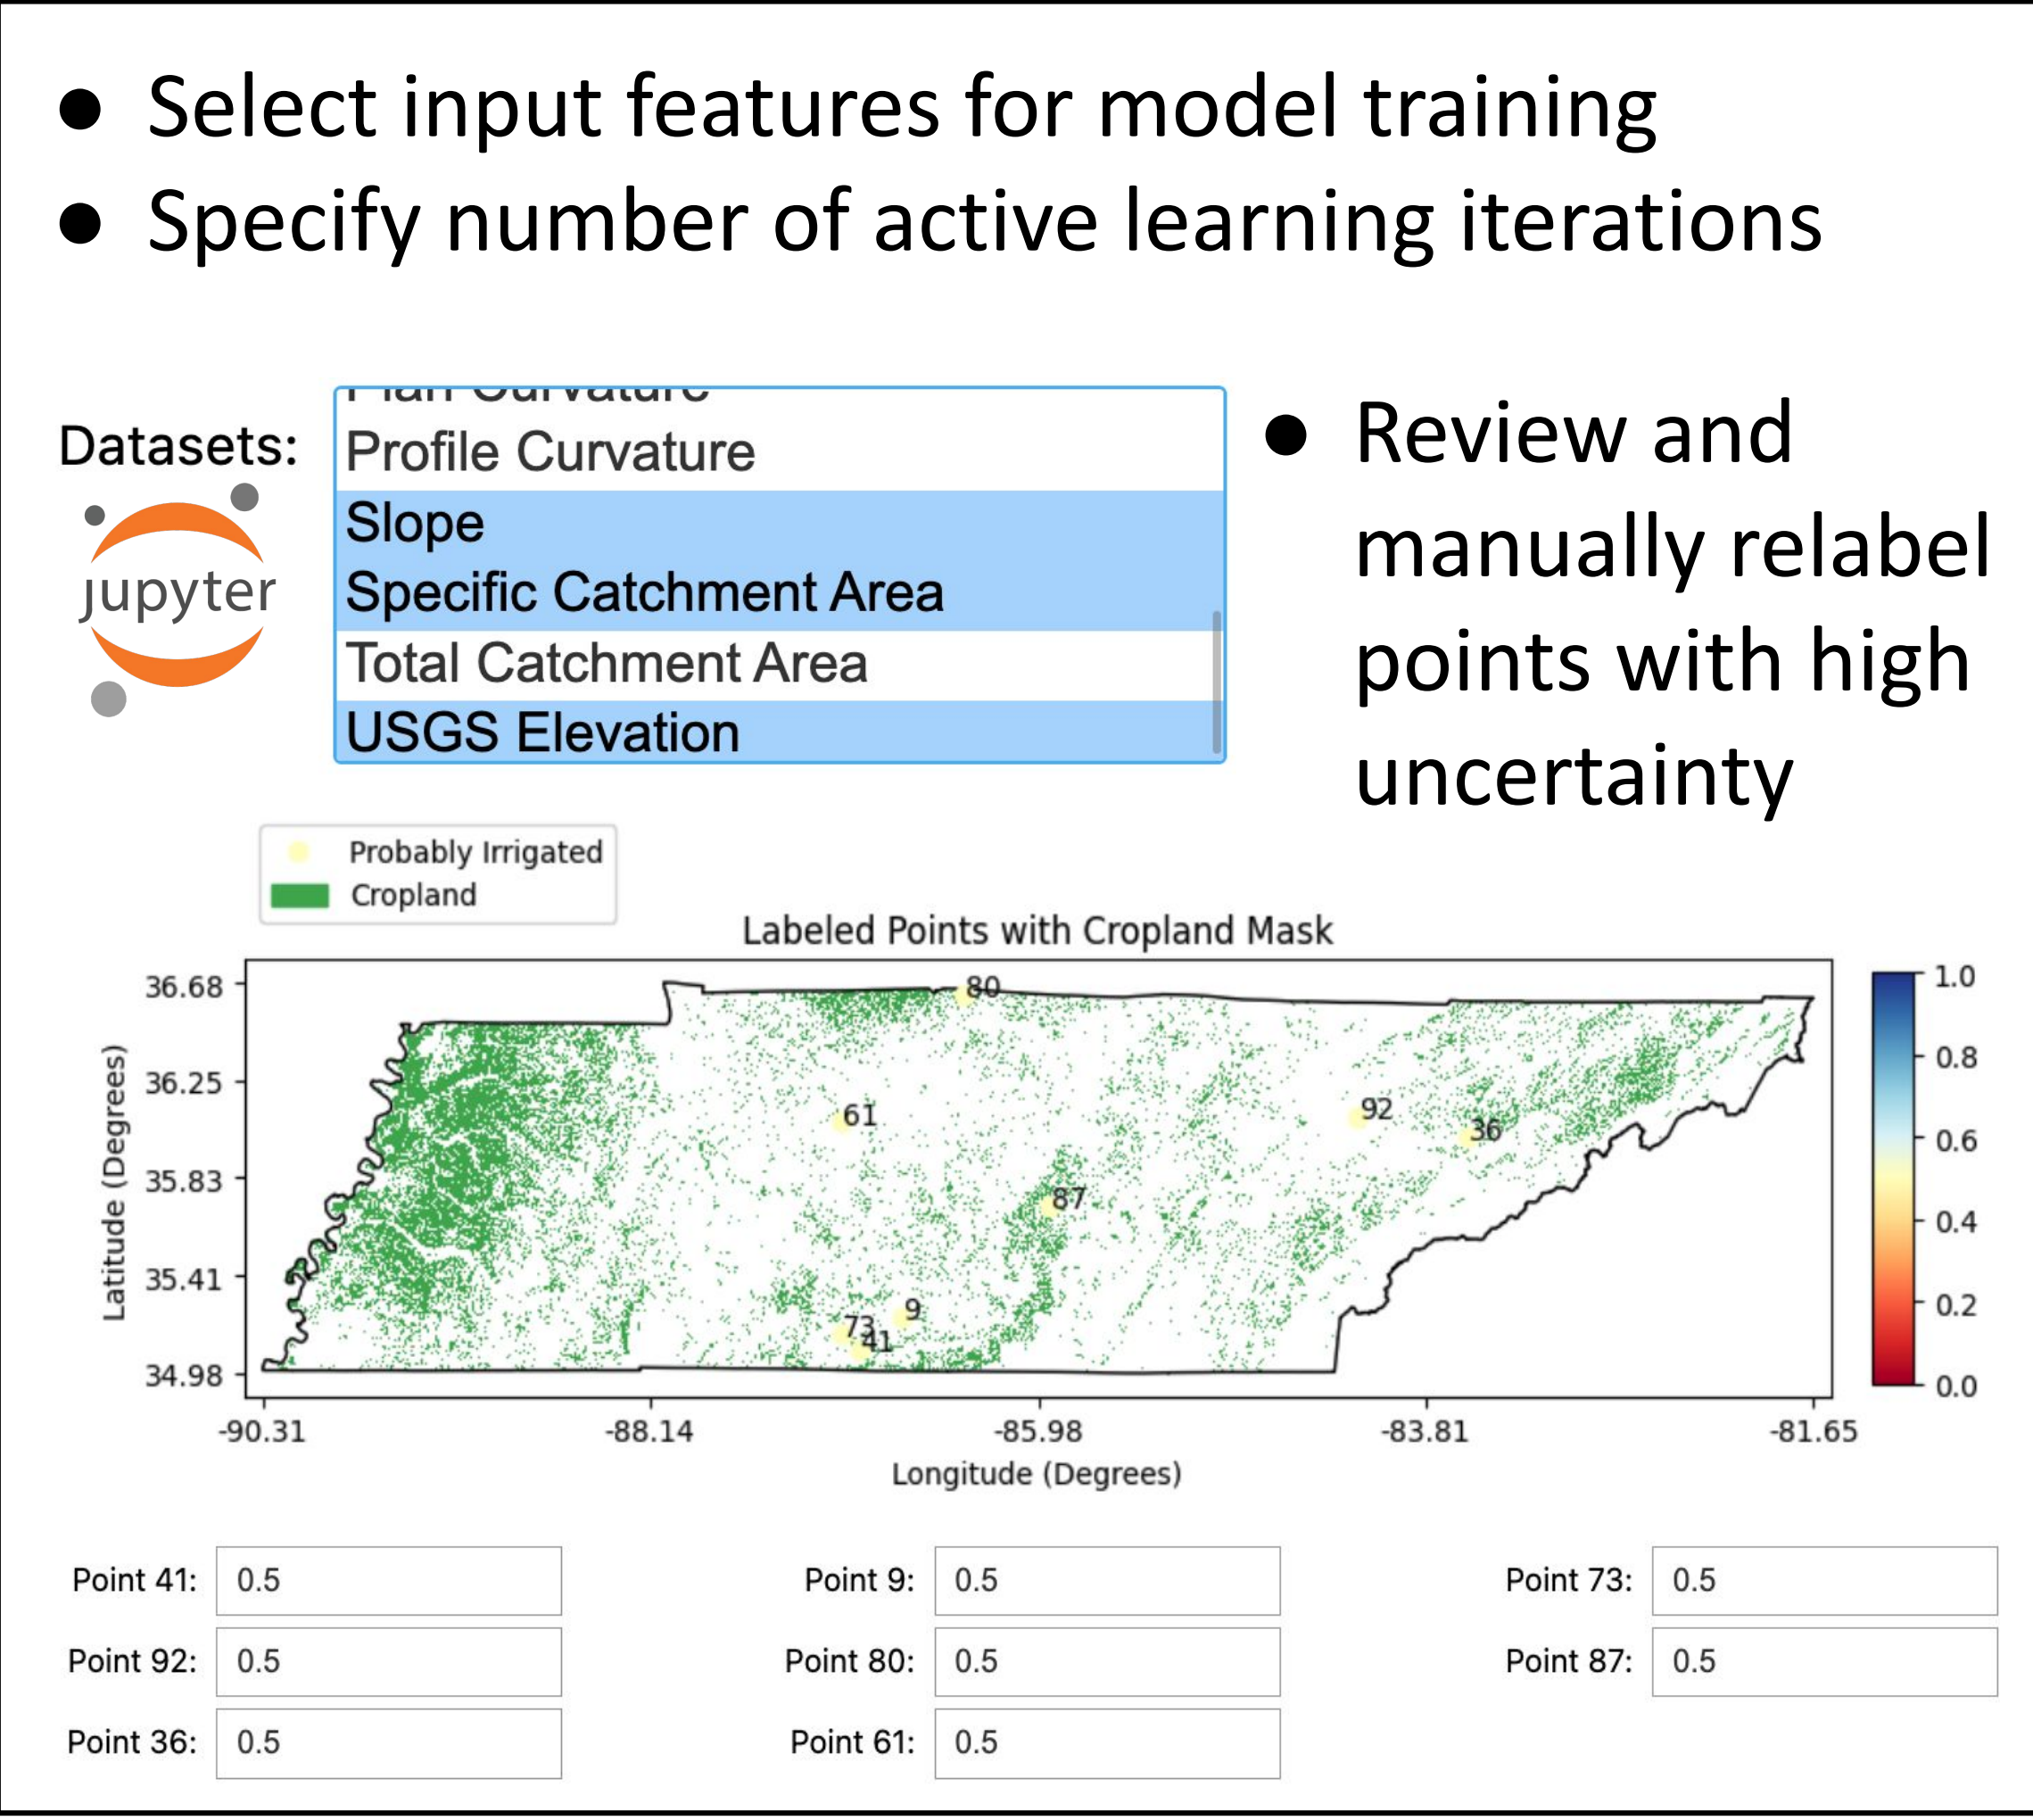 ● Select input features for model training
● Specify number of active learning iterations
Datasets:
jupyter
Plan Curvature
Profile Curvature
Slope
Specific Catchment Area
Total Catchment Area
USGS Elevation
● Review and
manually relabel
points with high
uncertainty
Probably Irrigated
Cropland
Labeled Points with Cropland Mask
Latitude (Degrees)
36.68
36.25
35.83
35.41
34.98
80
61
92
36
87
9
73
41
1.0
0.8
0.6
0.4
0.2
0.0
-90.31 -88.14 -85.98 -83.81 -81.65
Longitude (Degrees)
Point 41: 0.5 Point 9: 0.5 Point 73: 0.5
Point 92: 0.5 Point 80: 0.5 Point 87: 0.5
Point 36: 0.5 Point 61: 0.5